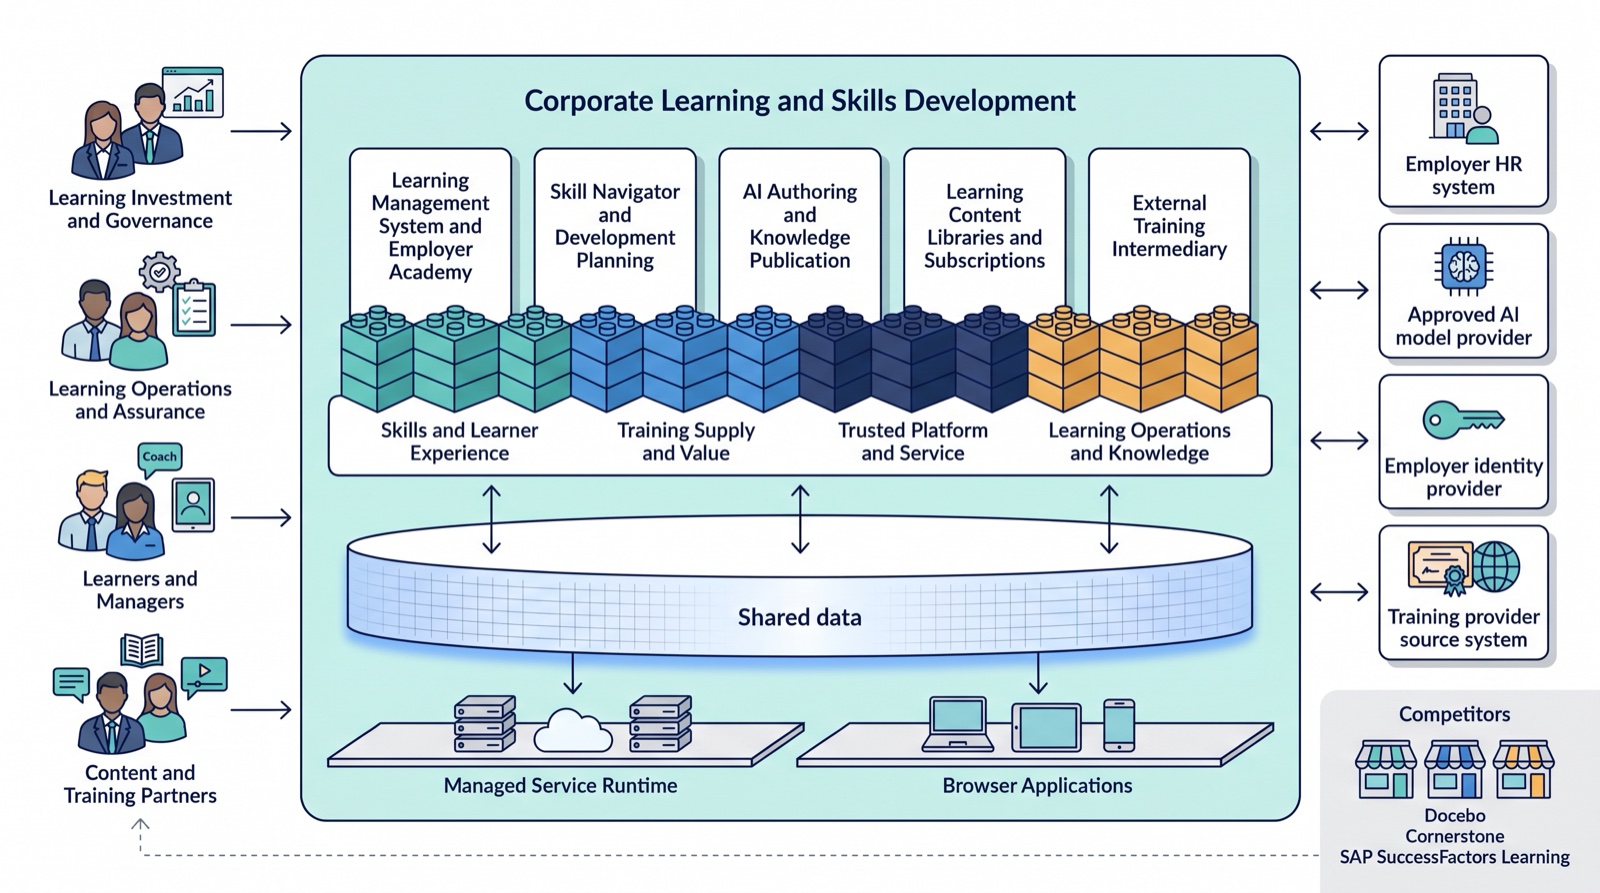 Corporate Learning and Skills Development
Learning Investment
and Governance
Learning Operations
and Assurance
Coach
Learners and
Managers
Content and
Training Partners
Learning
Management
System and
Employer
Academy
Skill Navigator
and
Development
Planning
AI Authoring
and
Knowledge
Publication
Learning
Content
Libraries and
Subscriptions
External
Training
Intermediary
Skills and Learner
Experience
Training Supply
and Value
Trusted Platform
and Service
Learning Operations
and Knowledge
Shared data
Managed Service Runtime
Browser Applications
Employer HR
system
Approved AI
model provider
Employer identity
provider
Training provider
source system
Competitors
Docebo
Cornerstone
SAP SuccessFactors Learning